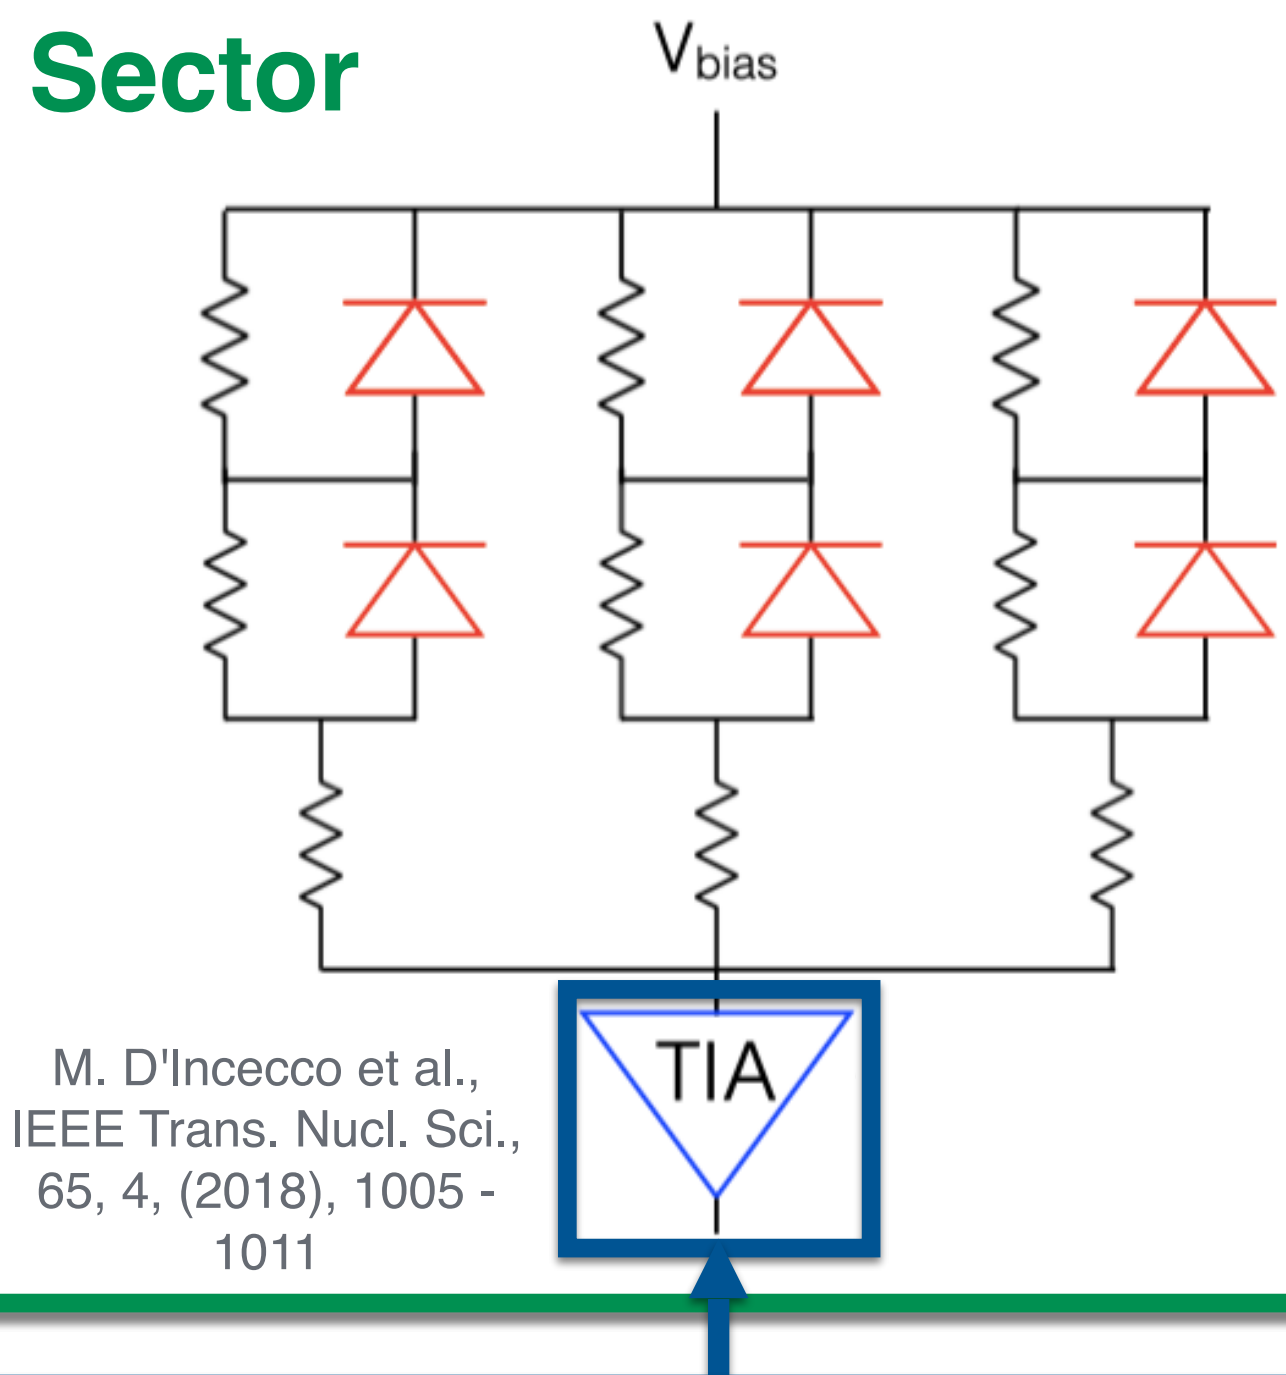 Sector
Vbias
TIA
M. D'Incecco et al.,
IEEE Trans. Nucl. Sci.,
65, 4, (2018), 1005 -
1011